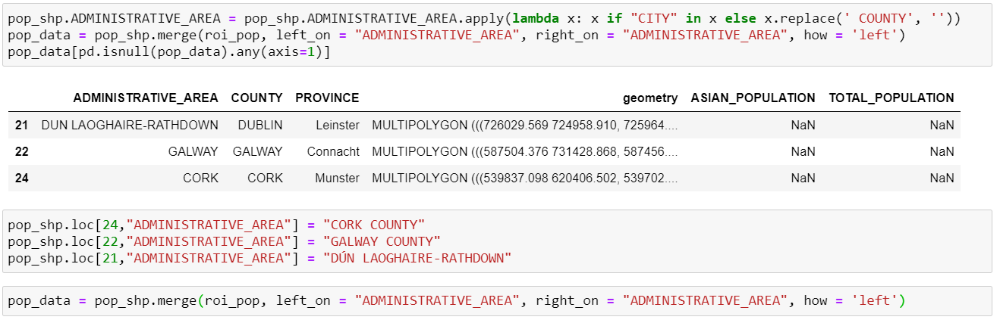 pop_shp.ADMINISTRATIVE_AREA = pop_shp.ADMINISTRATIVE_AREA.apply(lambda x: x if "CITY" in x else x.replace(' COUNTY', ''))
pop_data = pop_shp.merge(roi_pop, left_on = "ADMINISTRATIVE_AREA", right_on = "ADMINISTRATIVE_AREA", how = 'left')
pop_data[pd.isnull(pop_data).any(axis=1)]
ADMINISTRATIVE_AREA COUNTY PROVINCE geometry ASIAN_POPULATION TOTAL_POPULATION
21 DUN LAOGHAIRE-RATHDOWN DUBLIN Leinster MULTIPOLYGON (((726029.569 724958.910, 725964.... NaN NaN
22 GALWAY GALWAY Connacht MULTIPOLYGON (((587504.376 731428.868, 587456.... NaN NaN
24 CORK CORK Munster MULTIPOLYGON (((539837.098 620406.502, 539702.... NaN NaN
pop_shp.loc[24,"ADMINISTRATIVE_AREA"] = "CORK COUNTY"
pop_shp.loc[22,"ADMINISTRATIVE_AREA"] = "GALWAY COUNTY"
pop_shp.loc[21,"ADMINISTRATIVE_AREA"] = "DÚN LAOGHAIRE-RATHDOWN"
pop_data = pop_shp.merge(roi_pop, left_on = "ADMINISTRATIVE_AREA", right_on = "ADMINISTRATIVE_AREA", how = 'left')